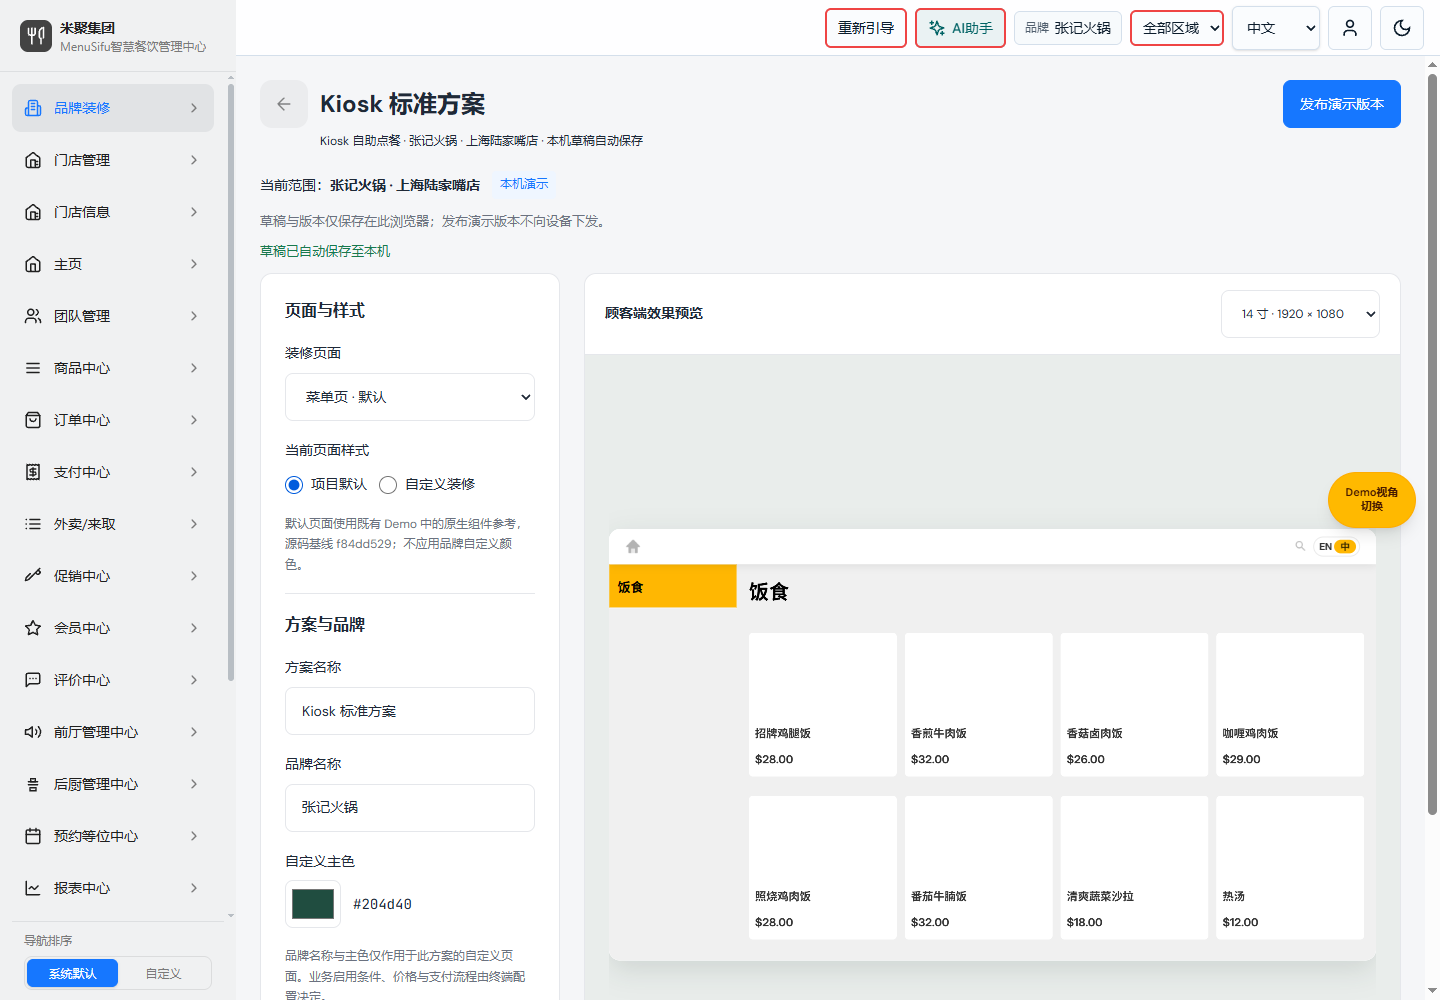 米聚集团
MenuSifu智慧餐饮管理中心
重新引导
AI助手
品牌 张记火锅
全部区域
中文
品牌装修
门店管理
门店信息
主页
团队管理
商品中心
订单中心
支付中心
外卖/来取
促销中心
会员中心
评价中心
前厅管理中心
后厨管理中心
预约等位中心
报表中心
导航排序
系统默认
自定义
Kiosk 标准方案
发布演示版本
Kiosk 自助点餐 · 张记火锅 · 上海陆家嘴店 · 本机草稿自动保存
当前范围：张记火锅 · 上海陆家嘴店
本机演示
草稿与版本仅保存在此浏览器；发布演示版本不向设备下发。
草稿已自动保存至本机
页面与样式
装修页面
菜单页 · 默认
当前页面样式
项目默认
自定义装修
默认页面使用既有 Demo 中的原生组件参考，
源码基线 f84dd529；不应用品牌自定义颜
色。
方案与品牌
方案名称
Kiosk 标准方案
品牌名称
张记火锅
自定义主色
#204d40
品牌名称与主色仅作用于此方案的自定义页
面。业务启用条件、价格与支付流程由终端配
置决定。
顾客端效果预览
14 寸 · 1920 × 1080
Demo视角
切换
EN 中
饭食
饭食
招牌鸡腿饭
$28.00
香煎牛肉饭
$32.00
香菇卤肉饭
$26.00
咖喱鸡肉饭
$29.00
照烧鸡肉饭
$28.00
番茄牛腩饭
$32.00
清爽蔬菜沙拉
$18.00
热汤
$12.00